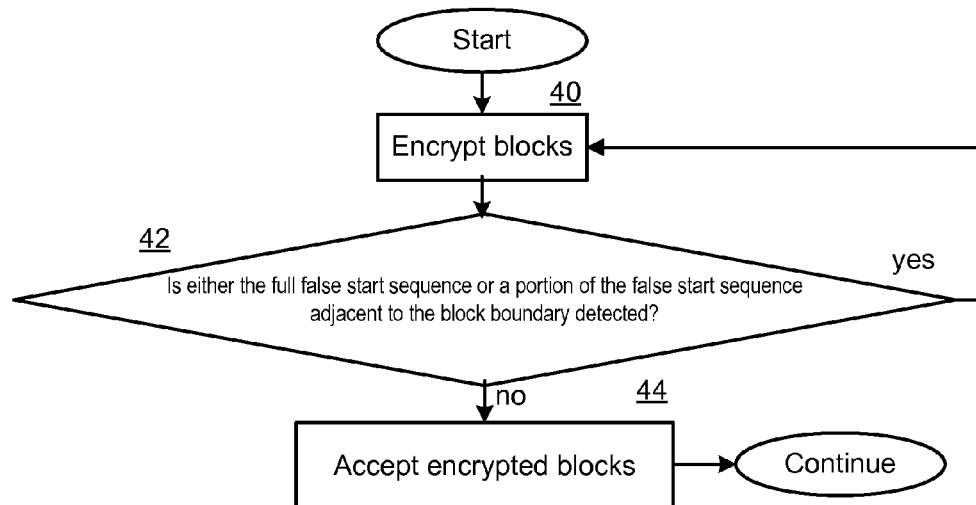 Start
40
Encrypt blocks
42
yes
Is either the full false start sequence or a portion of the false start sequence
adjacent to the block boundary detected?
no
44
Accept encrypted blocks
Continue